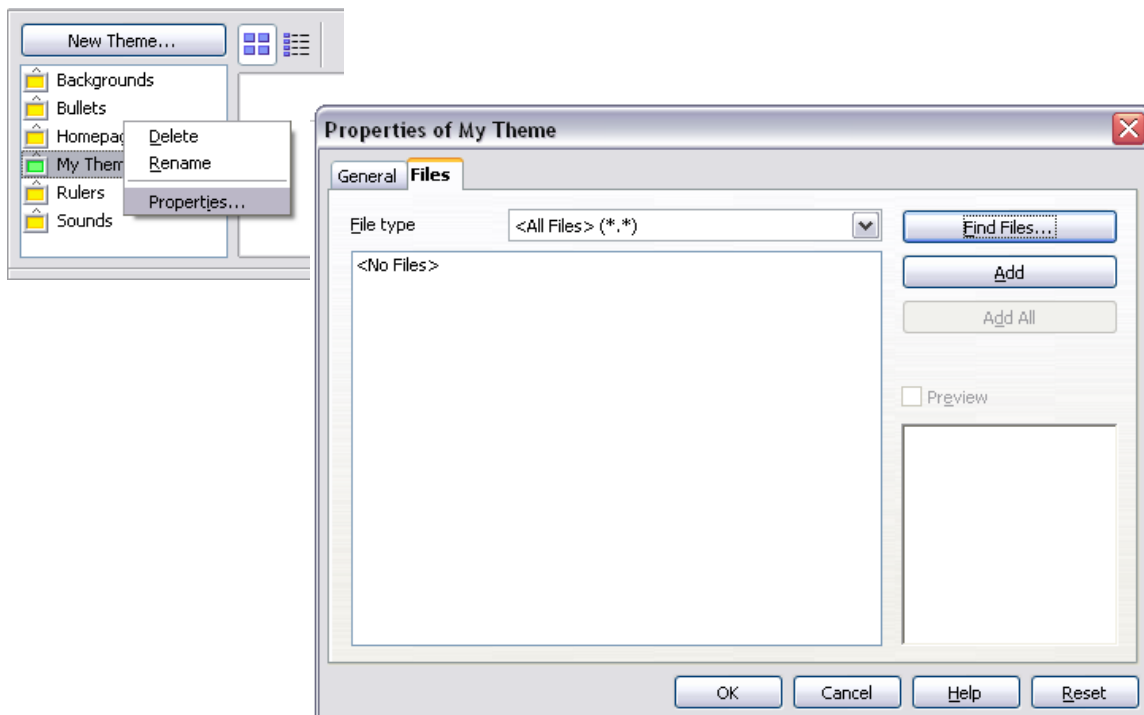 New Theme...
Backgrounds
Bullets
Homepag
My Them
Rulers
Sounds
Delete
Rename
Properties...
Properties of My Theme
General Files
File type <All Files> (*.*) Find Files...
<No Files>
Add
Add All
Preview
OK Cancel Help Reset